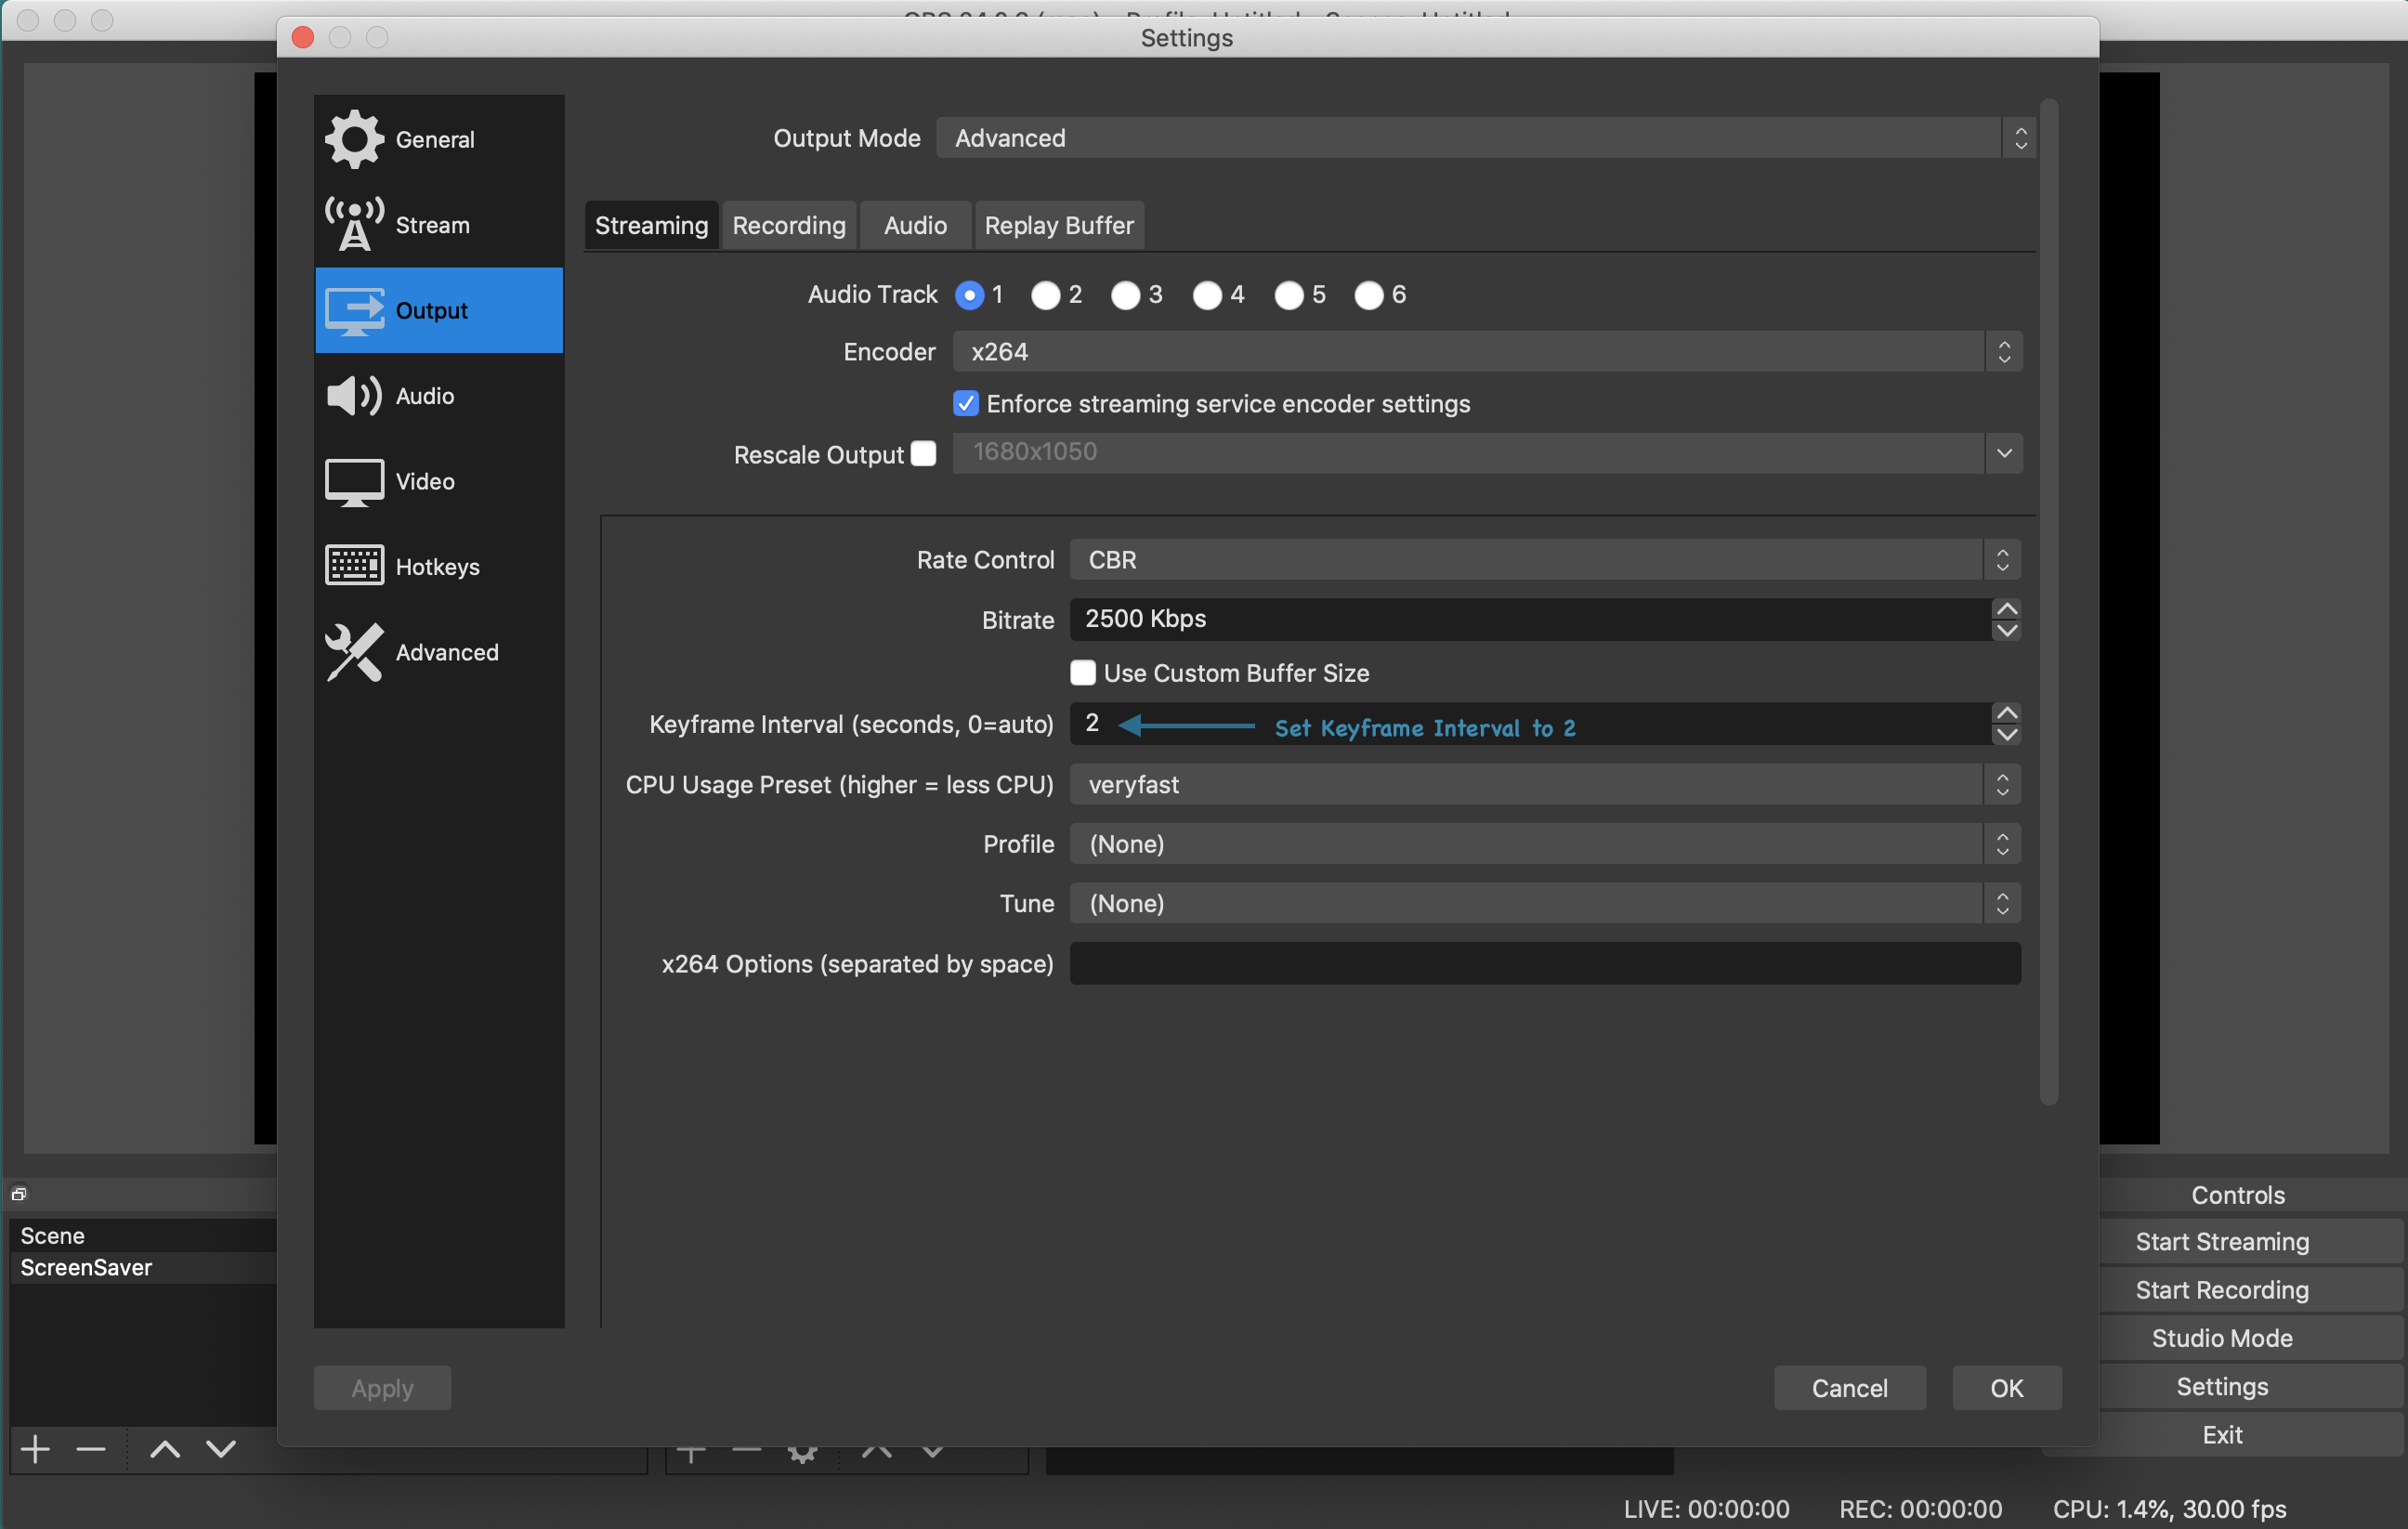 Settings
General
Stream
Output
Audio
Video
Hotkeys
Advanced
Output Mode Advanced
Streaming Recording Audio Replay Buffer
Audio Track 1 2 3 4 5 6
Encoder x264
Enforce streaming service encoder settings
Rescale Output 1680x1050
Rate Control CBR
Bitrate 2500 Kbps
Use Custom Buffer Size
Keyframe Interval (seconds, 0=auto) 2 Set Keyframe Interval to 2
CPU Usage Preset (higher = less CPU) veryfast
Profile (None)
Tune (None)
x264 Options (separated by space)
Apply Cancel OK
Scene
ScreenSaver
Controls
Start Streaming
Start Recording
Studio Mode
Settings
Exit
LIVE: 00:00:00 REC: 00:00:00 CPU: 1.4%, 30.00 fps